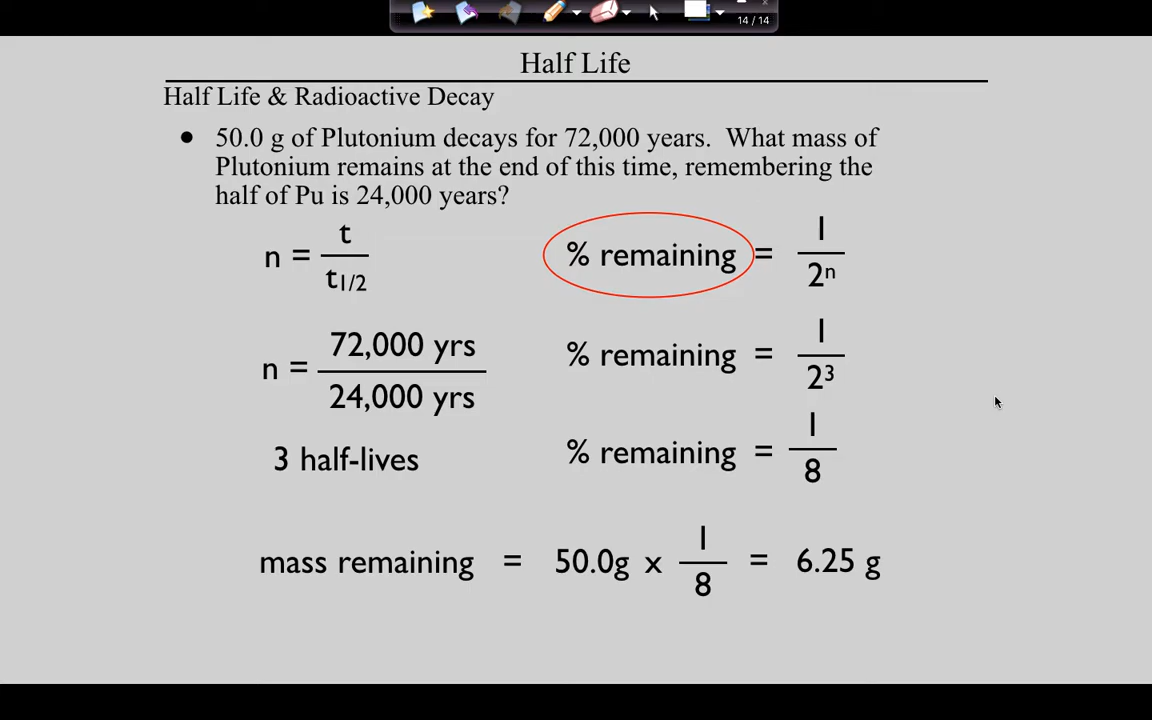 14 / 14
Half Life
Half Life & Radioactive Decay
● 50.0 g of Plutonium decays for 72,000 years. What mass of
Plutonium remains at the end of this time, remembering the
half of Pu is 24,000 years?
n = t / t1/2
% remaining = 1 / 2ⁿ
n = 72,000 yrs / 24,000 yrs
% remaining = 1 / 2³
3 half-lives
% remaining = 1 / 8
mass remaining = 50.0g x 1 / 8 = 6.25 g